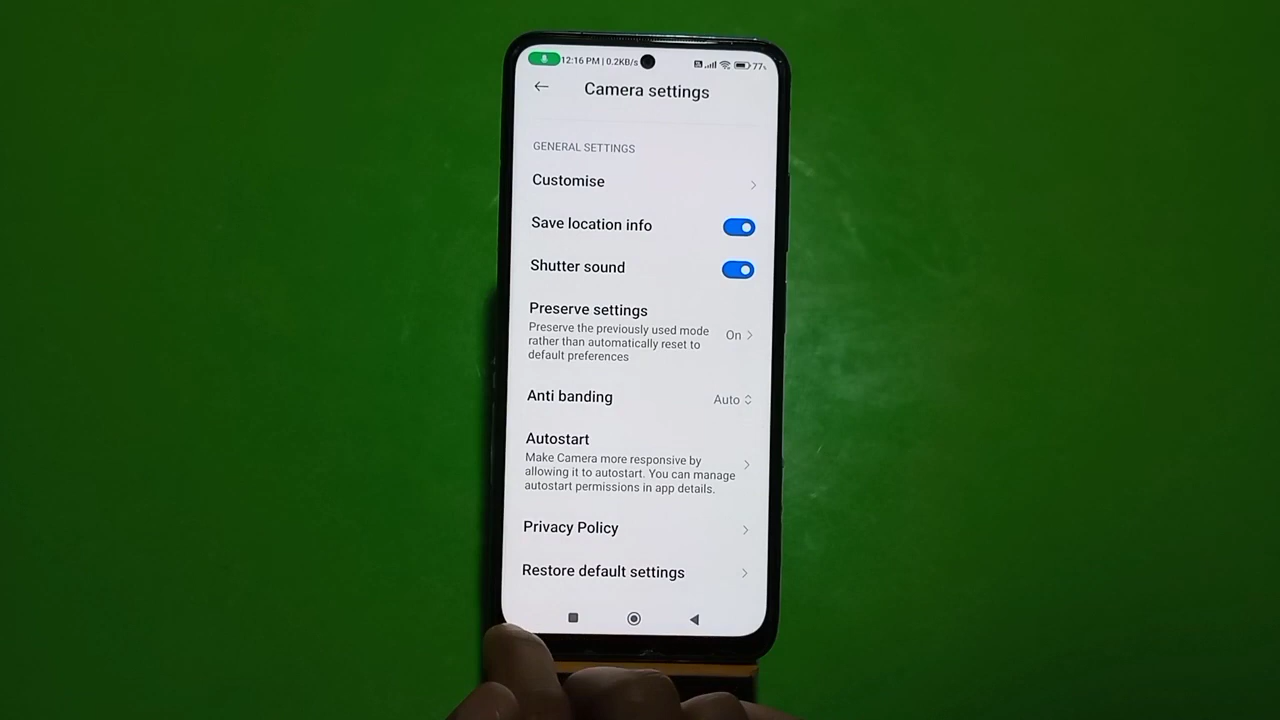 12:16 PM | 0.2KB/s 77%
Camera settings
GENERAL SETTINGS
Customise
Save location info
Shutter sound
Preserve settings
Preserve the previously used mode
rather than automatically reset to
default preferences
On
Anti banding
Auto
Autostart
Make Camera more responsive by
allowing it to autostart. You can manage
autostart permissions in app details.
Privacy Policy
Restore default settings